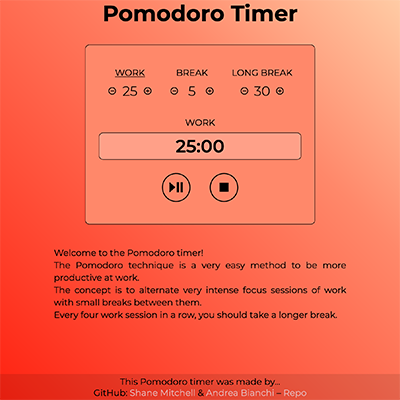 Pomodoro Timer
WORK BREAK LONG BREAK
25 5 30
WORK
25:00
Welcome to the Pomodoro timer!
The Pomodoro technique is a very easy method to be more
productive at work.
The concept is to alternate very intense focus sessions of work
with small breaks between them.
Every four work session in a row, you should take a longer break.
This Pomodoro timer was made by...
GitHub: Shane Mitchell & Andrea Bianchi – Repo